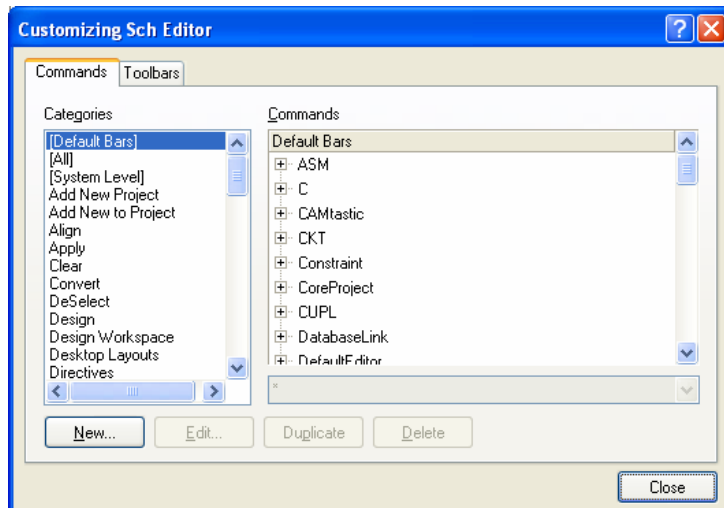 Customizing Sch Editor
Commands Toolbars
Categories
[Default Bars]
[All]
[System Level]
Add New Project
Add New to Project
Align
Apply
Clear
Convert
DeSelect
Design
Design Workspace
Desktop Layouts
Directives
Commands
Default Bars
ASM
C
CAMtastic
CKT
Constraint
CoreProject
CUPL
DatabaseLink
DefaultEditor
*
New... Edit... Duplicate Delete
Close